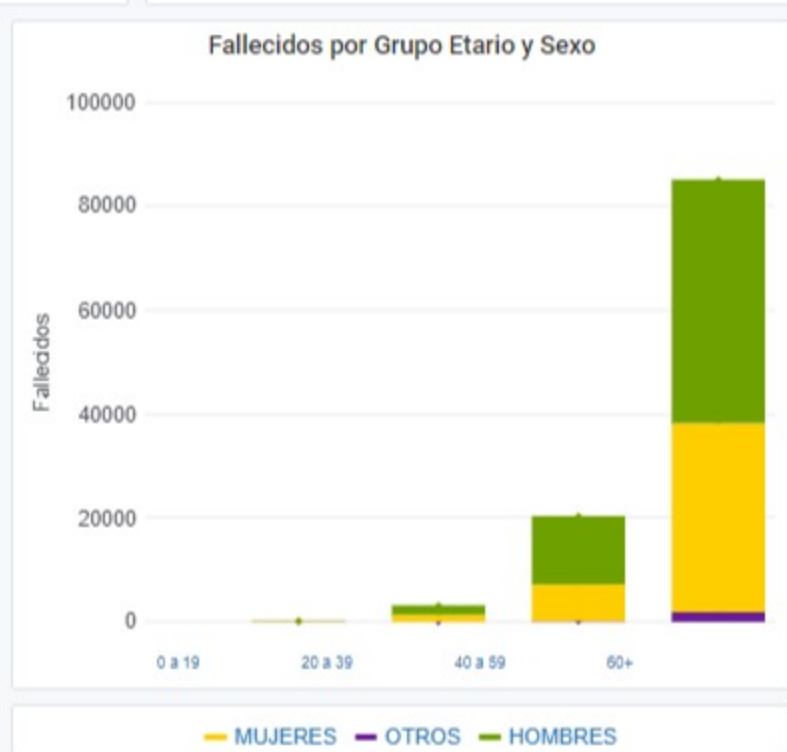 Fallecidos por Grupo Etario y Sexo
100000
80000
60000
40000
20000
0
Fallecidos
0 a 19
20 a 39
40 a 59
60+
MUJERES
OTROS
HOMBRES